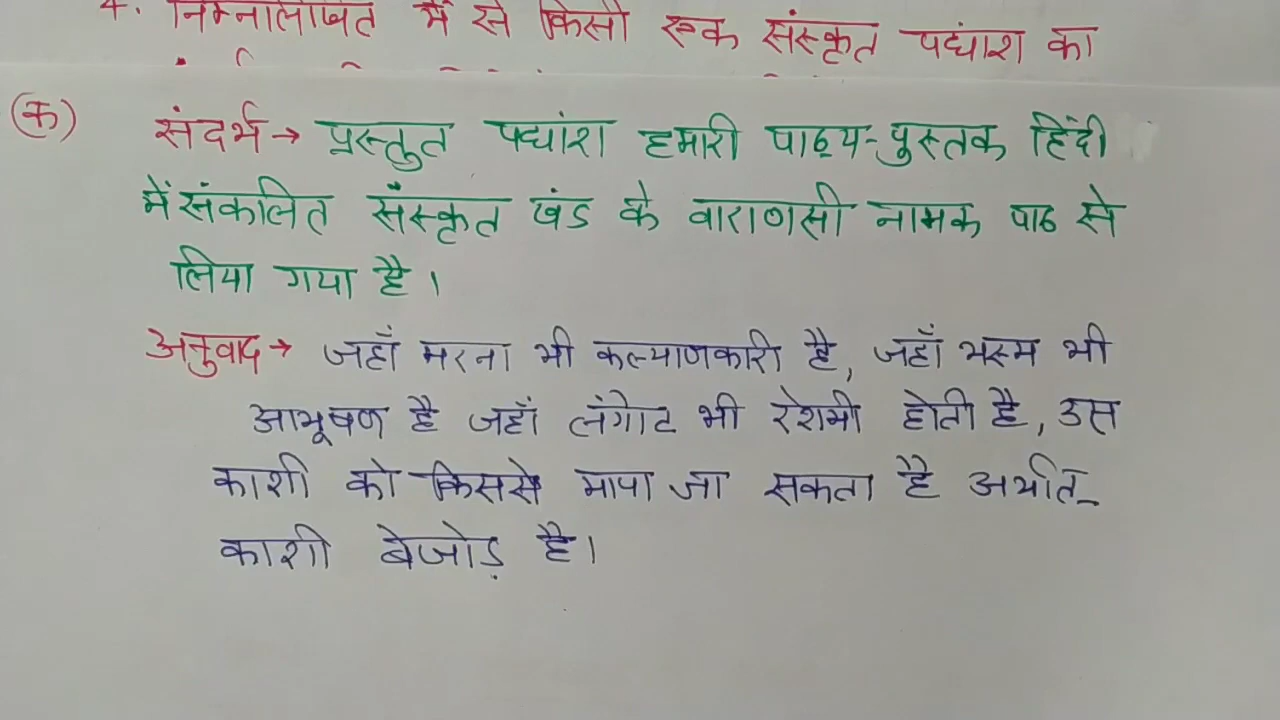 4. निम्नलिखित में से किसी एक संस्कृत पद्यांश का
(क) संदर्भ → प्रस्तुत पद्यांश हमारी पाठ्य-पुस्तक हिंदी
में संकलित संस्कृत खंड के वाराणसी नामक पाठ से
लिया गया है।
अनुवाद → जहाँ मरना भी कल्याणकारी है, जहाँ भस्म भी
आभूषण है जहाँ लंगोट भी रेशमी होती है, उस
काशी को किससे मापा जा सकता है अर्थात्
काशी बेजोड़ है।